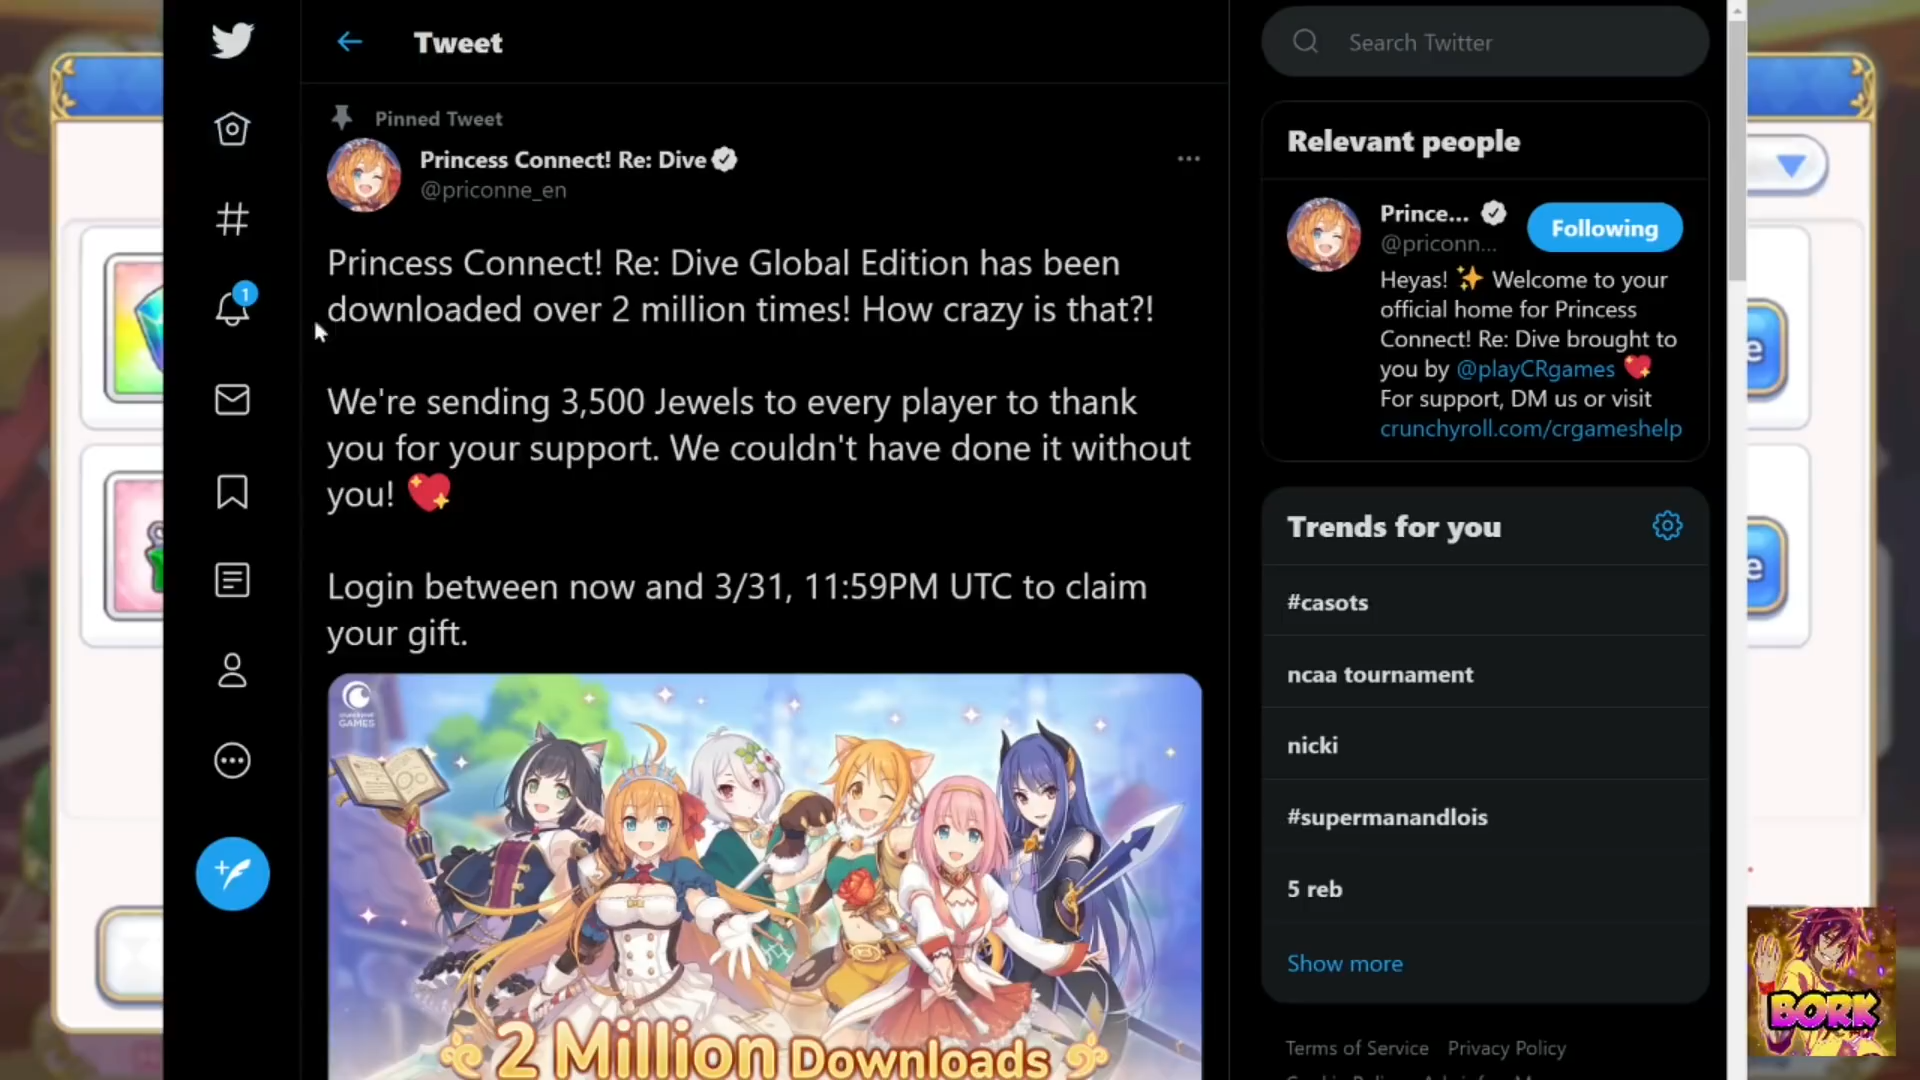 Tweet
Search Twitter
Pinned Tweet
Princess Connect! Re: Dive
@priconne_en
Princess Connect! Re: Dive Global Edition has been
downloaded over 2 million times! How crazy is that?!
We're sending 3,500 Jewels to every player to thank
you for your support. We couldn't have done it without
you! 💖
Login between now and 3/31, 11:59PM UTC to claim
your gift.
crunchyroll
GAMES
2 Million Downloads
1
Relevant people
Prince...
@priconn...
Following
Heyas! ✨ Welcome to your
official home for Princess
Connect! Re: Dive brought to
you by @playCRgames 💖
For support, DM us or visit
crunchyroll.com/crgameshelp
Trends for you
#casots
ncaa tournament
nicki
#supermanandlois
5 reb
Show more
Terms of Service Privacy Policy
BORK